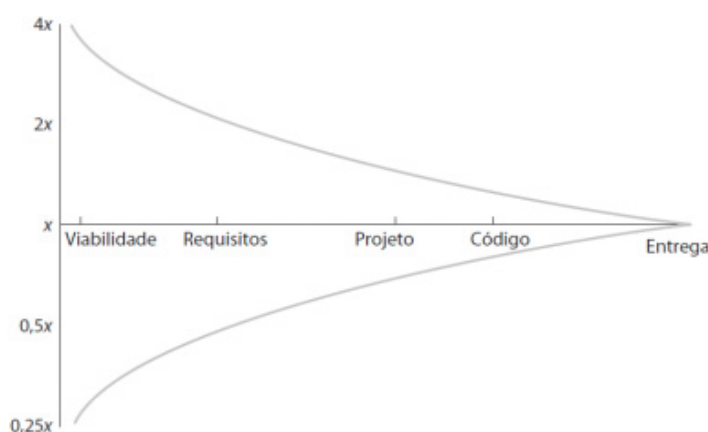 4x
2x
x
Viabilidade Requisitos Projeto Código Entrega
0,5x
0,25x